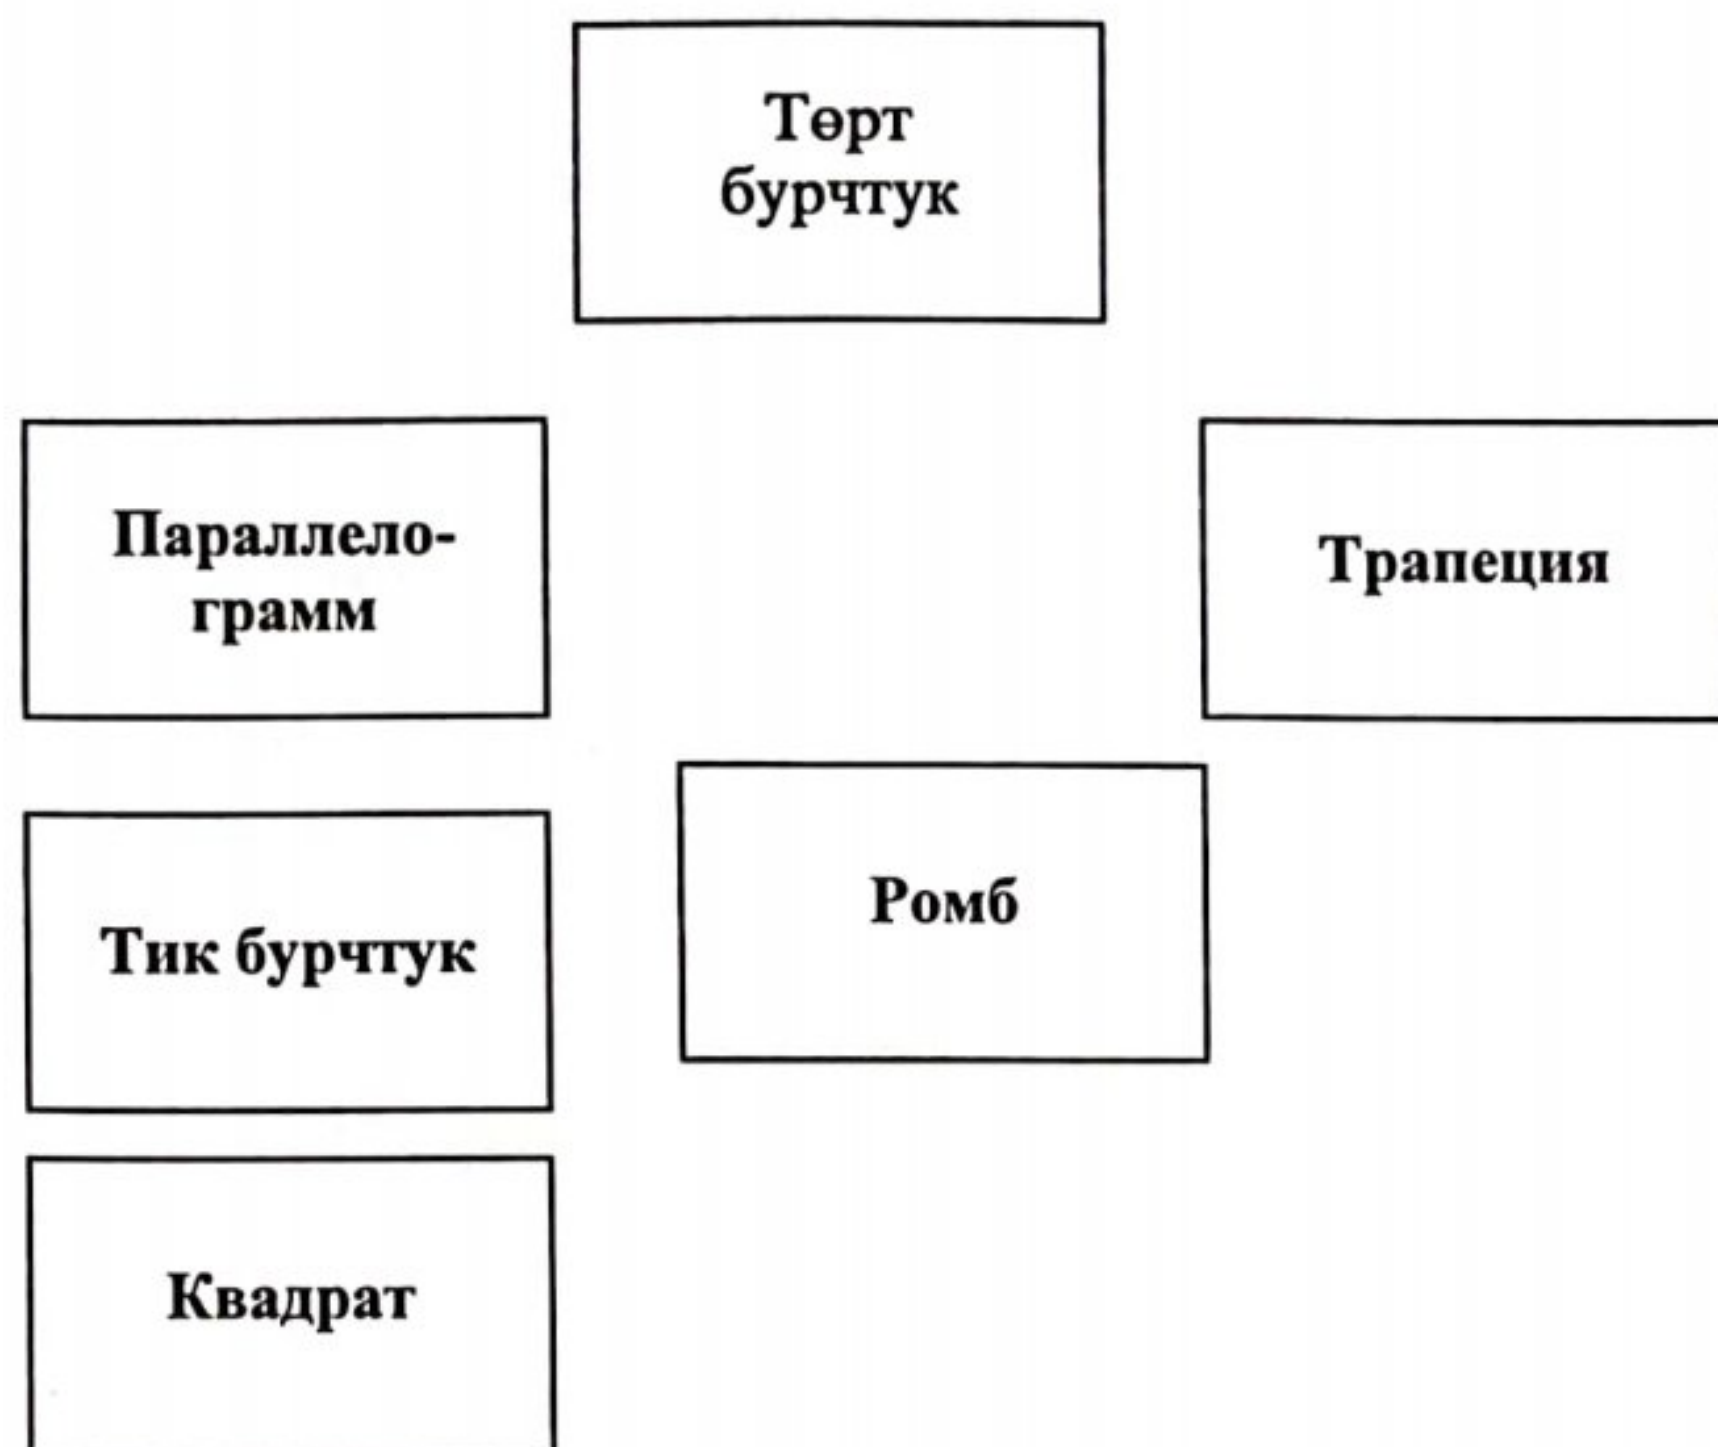 Төрт
бурчтук
Параллело-
грамм
Трапеция
Ромб
Тик бурчтук
Квадрат